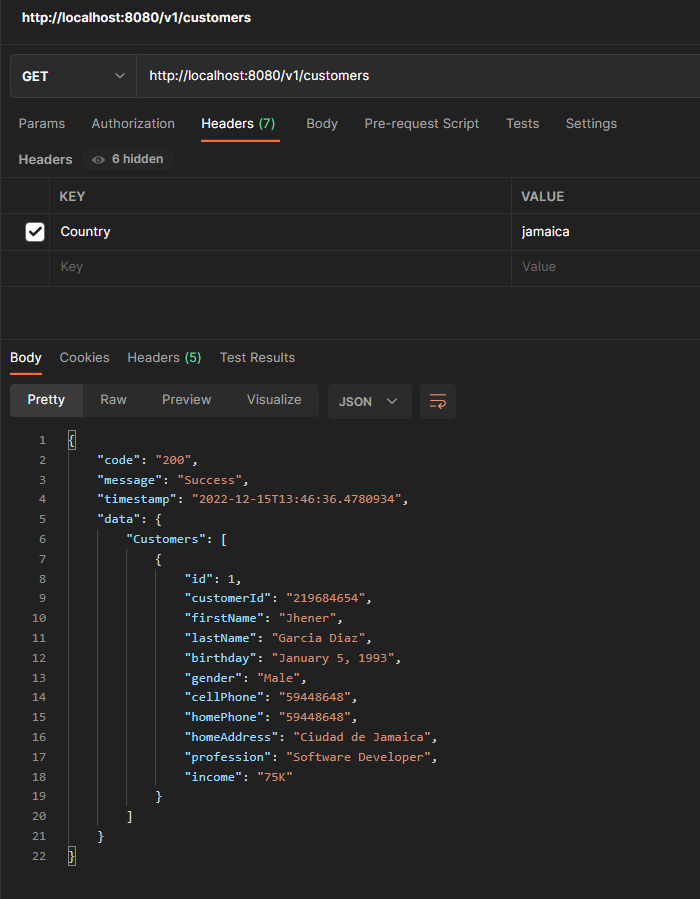 http://localhost:8080/v1/customers
GET http://localhost:8080/v1/customers
Params Authorization Headers (7) Body Pre-request Script Tests Settings
Headers 6 hidden
KEY VALUE
Country jamaica
Key Value
Body Cookies Headers (5) Test Results
Pretty Raw Preview Visualize JSON
1 {
2 "code": "200",
3 "message": "Success",
4 "timestamp": "2022-12-15T13:46:36.4780934",
5 "data": {
6 "Customers": [
7 {
8 "id": 1,
9 "customerId": "219684654",
10 "firstName": "Jhener",
11 "lastName": "Garcia Diaz",
12 "birthday": "January 5, 1993",
13 "gender": "Male",
14 "cellPhone": "59448648",
15 "homePhone": "59448648",
16 "homeAddress": "Ciudad de Jamaica",
17 "profession": "Software Developer",
18 "income": "75K"
19 }
20 ]
21 }
22 }